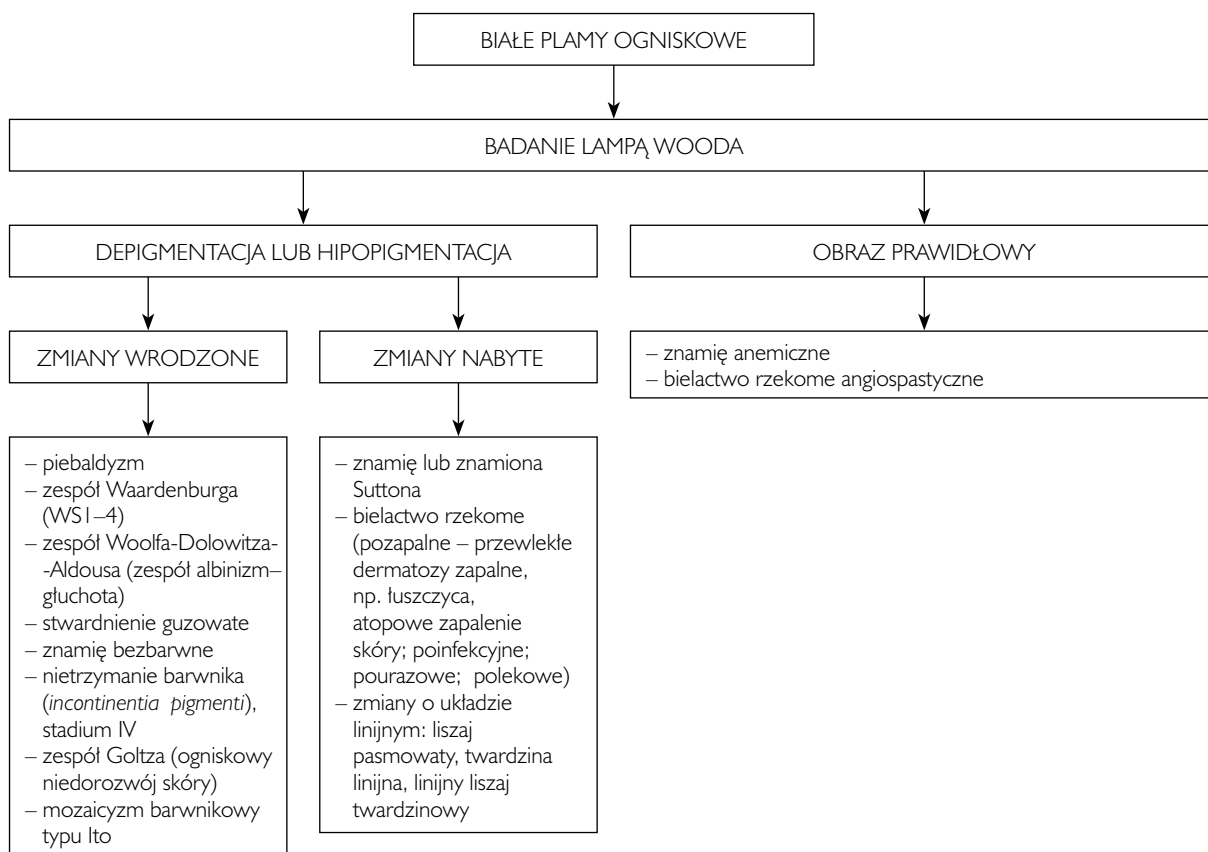 BIAŁE PLAMY OGNISKOWE
BADANIE LAMPĄ WOODA
DEPIGMENTACJA LUB HIPOPIGMENTACJA
OBRAZ PRAWIDŁOWY
ZMIANY WRODZONE
ZMIANY NABYTE
– znamię anemiczne
– bielactwo rzekome angiospastyczne
– piebaldyzm
– zespół Waardenburga
(WS1–4)
– zespół Woolfa-Dolowitza-
-Aldousa (zespół albinizm–
głuchota)
– stwardnienie guzowate
– znamię bezbarwne
– nietrzymanie barwnika
(incontinentia pigmenti),
stadium IV
– zespół Goltza (ogniskowy
niedorozwój skóry)
– mozaicyzm barwnikowy
typu Ito
– znamię lub znamiona
Suttona
– bielactwo rzekome
(pozapalne – przewlekłe
dermatozy zapalne,
np. łuszczyca,
atopowe zapalenie
skóry; poinfekcyjne;
pourazowe; polekowe)
– zmiany o układzie
linijnym: liszaj
pasmowaty, twardzina
linijna, linijny liszaj
twardzinowy